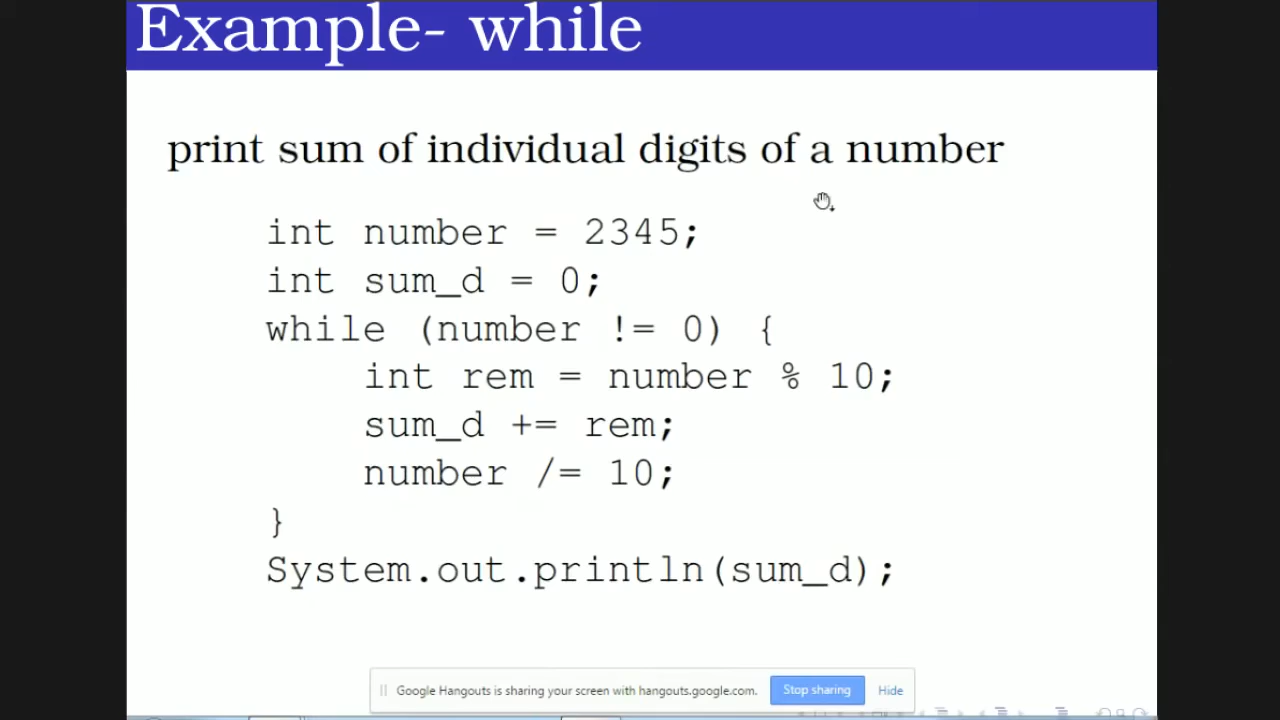 Example- while
print sum of individual digits of a number
int number = 2345;
int sum_d = 0;
while (number != 0) {
int rem = number % 10;
sum_d += rem;
number /= 10;
}
System.out.println(sum_d);
Google Hangouts is sharing your screen with hangouts.google.com. Stop sharing Hide